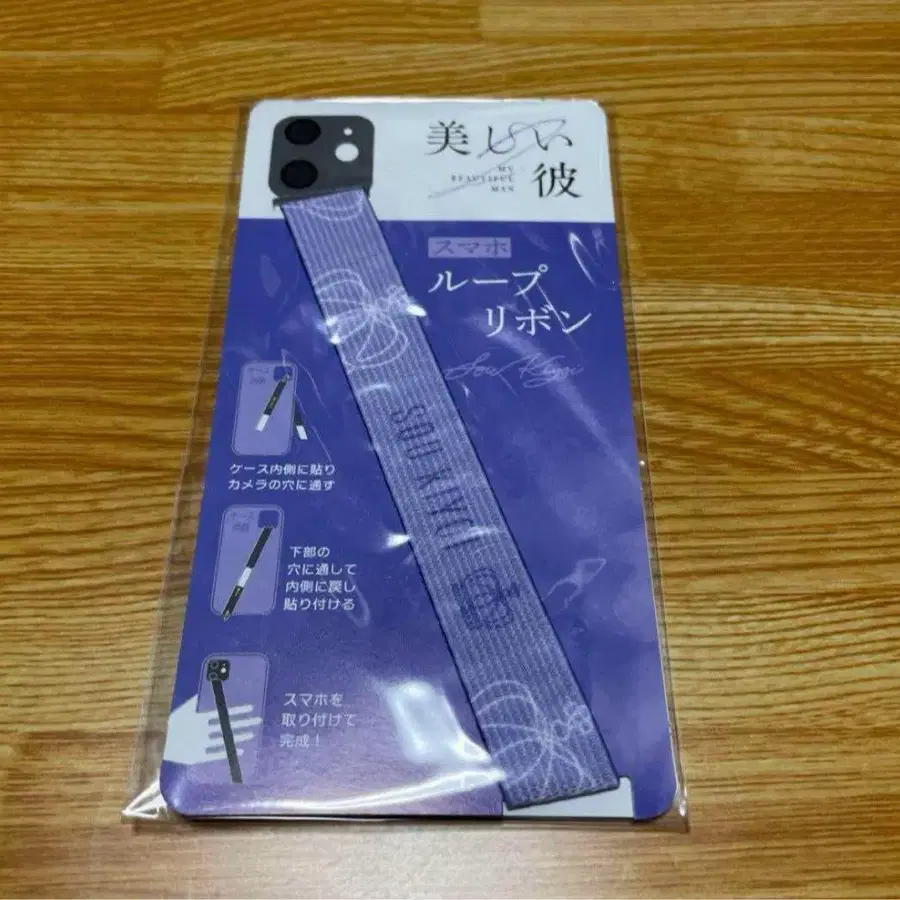 美しい
彼
MY
BEAUTIFUL
MAN
スマホ
ループ
リボン
Sou Kiyoi
SOU KIYOI
ケース内側に貼り
カメラの穴に通す
下部の
穴に通して
内側に戻し
貼り付ける
スマホを
取り付けて
完成!